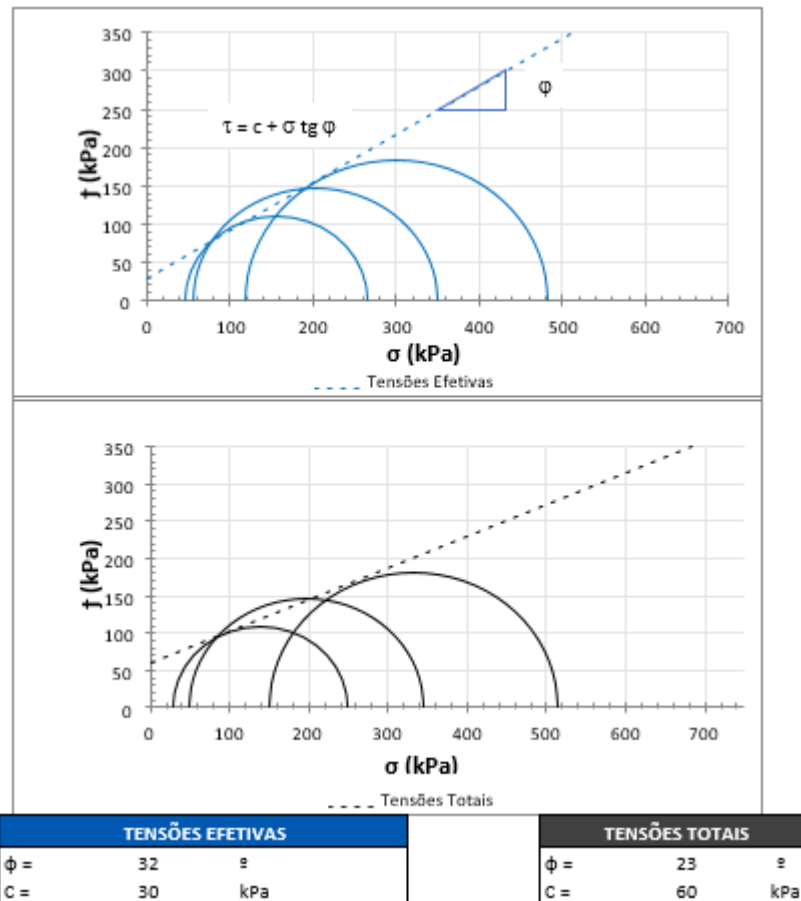 350
300
250
200
150
100
50
0
ƒ (kPa)
τ = c + σ tg φ
φ
0 100 200 300 400 500 600 700
σ (kPa)
Tensões Efetivas
350
300
250
200
150
100
50
0
ƒ (kPa)
0 100 200 300 400 500 600 700
σ (kPa)
Tensões Totais
TENSÕES EFETIVAS TENSÕES TOTAIS
ϕ = 32 º ϕ = 23 º
C = 30 kPa C = 60 kPa